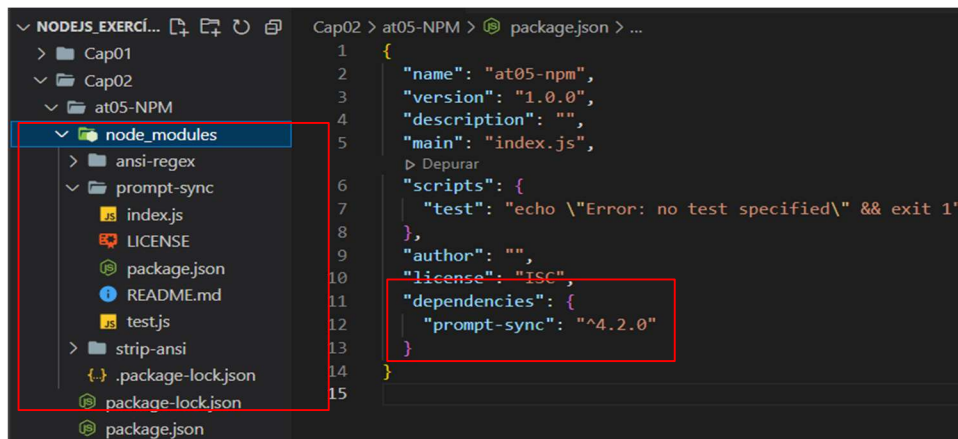 NODEJS_EXERCÍ...
Cap01
Cap02
at05-NPM
node_modules
ansi-regex
prompt-sync
JS index.js
LICENSE
package.json
README.md
JS test.js
strip-ansi
{..} .package-lock.json
package-lock.json
package.json
Cap02 > at05-NPM > package.json > ...
1 {
2 "name": "at05-npm",
3 "version": "1.0.0",
4 "description": "",
5 "main": "index.js",
Depurar
6 "scripts": {
7 "test": "echo \"Error: no test specified\" && exit 1"
8 },
9 "author": "",
10 "license": "ISC",
11 "dependencies": {
12 "prompt-sync": "^4.2.0"
13 }
14 }
15